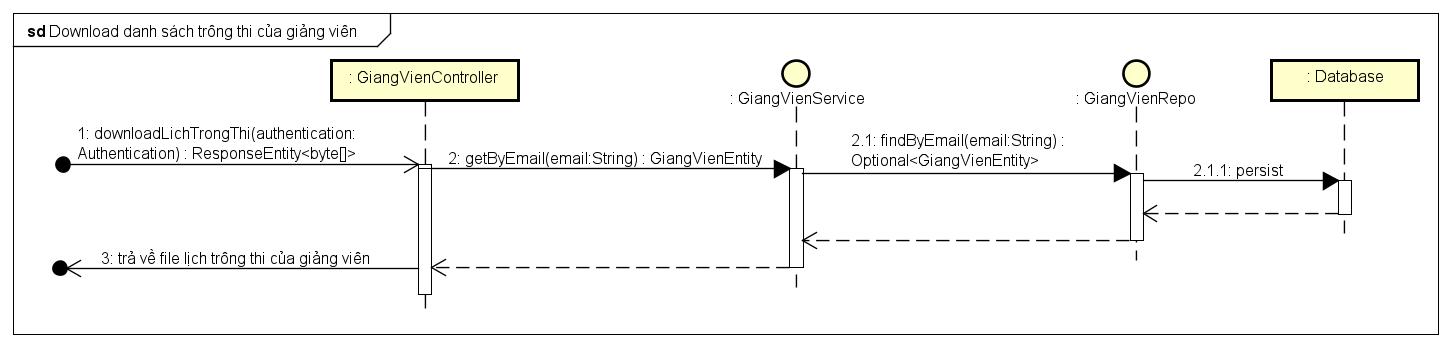 sd Download danh sách trông thi của giảng viên
: GiangVienController
: GiangVienService
: GiangVienRepo
: Database
1: downloadLichTrongThi(authentication:
Authentication) : ResponseEntity<byte[]>
2: getByEmail(email:String) : GiangVienEntity
2.1: findByEmail(email:String) :
Optional<GiangVienEntity>
2.1.1: persist
3: trả về file lịch trông thi của giảng viên